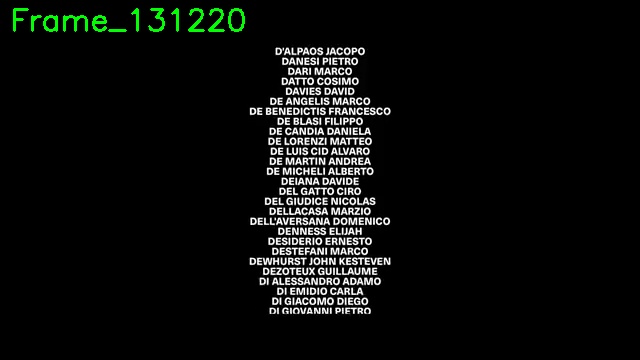 Frame_131220
D'ALPAOS JACOPO
DANESI PIETRO
DARI MARCO
DATTO COSIMO
DAVIES DAVID
DE ANGELIS MARCO
DE BENEDICTIS FRANCESCO
DE BLASI FILIPPO
DE CANDIA DANIELA
DE LORENZI MATTEO
DE LUIS CID ALVARO
DE MARTIN ANDREA
DE MICHELI ALBERTO
DEIANA DAVIDE
DEL GATTO CIRO
DEL GIUDICE NICOLAS
DELLACASA MARZIO
DELL'AVERSANA DOMENICO
DENNESS ELIJAH
DESIDERIO ERNESTO
DESTEFANI MARCO
DEWHURST JOHN KESTEVEN
DEZOTEUX GUILLAUME
DI ALESSANDRO ADAMO
DI EMIDIO CARLA
DI GIACOMO DIEGO
DI GIOVANNI PIETRO